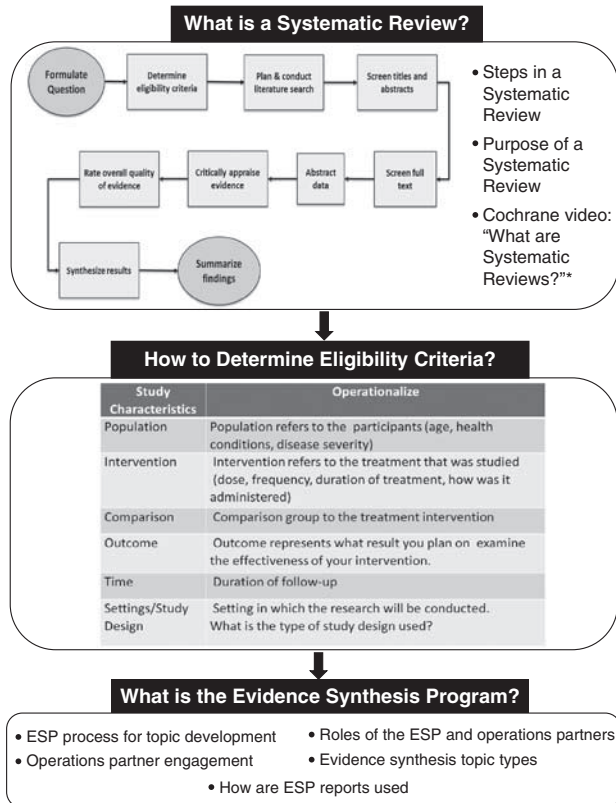 What is a Systematic Review?
Formulate
Question
Determine
eligibility criteria
Plan & conduct
literature search
Screen titles and
abstracts
Screen full
text
Abstract
data
Critically appraise
evidence
Rate overall quality
of evidence
Synthesize results
Summarize
findings
• Steps in a
Systematic
Review
• Purpose of a
Systematic
Review
• Cochrane video:
"What are
Systematic
Reviews?"*
How to Determine Eligibility Criteria?
Study
Characteristics
Operationalize
Population
Population refers to the participants (age, health
conditions, disease severity)
Intervention
Intervention refers to the treatment that was studied
(dose, frequency, duration of treatment, how was it
administered)
Comparison
Comparison group to the treatment intervention
Outcome
Outcome represents what result you plan on examine
the effectiveness of your intervention.
Time
Duration of follow-up
Settings/Study
Design
Setting in which the research will be conducted.
What is the type of study design used?
What is the Evidence Synthesis Program?
• ESP process for topic development
• Roles of the ESP and operations partners
• Operations partner engagement
• Evidence synthesis topic types
• How are ESP reports used